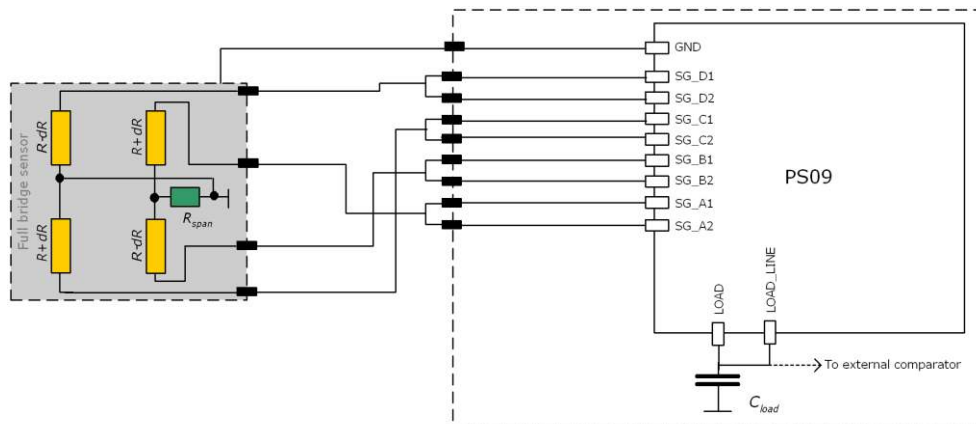 Full bridge sensor
R-dR
R+dR
R+dR
R-dR
Rspan
GND
SG_D1
SG_D2
SG_C1
SG_C2
SG_B1
SG_B2
SG_A1
SG_A2
PS09
LOAD
LOAD_LINE
To external comparator
Cload